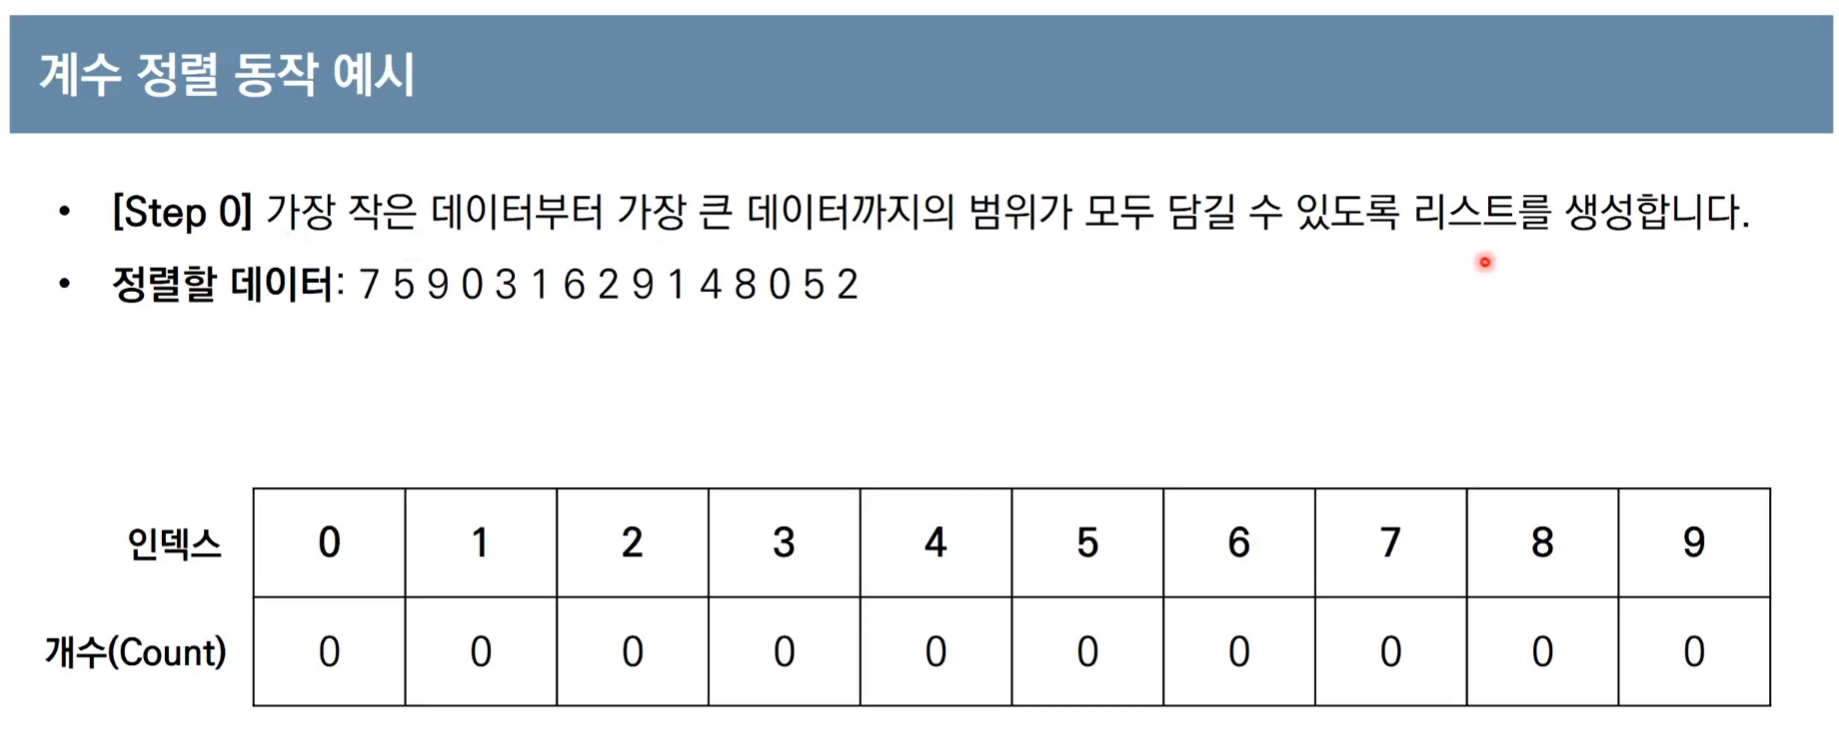 계수 정렬 동작 예시
• [Step 0] 가장 작은 데이터부터 가장 큰 데이터까지의 범위가 모두 담길 수 있도록 리스트를 생성합니다.
• 정렬할 데이터: 7 5 9 0 3 1 6 2 9 1 4 8 0 5 2
인덱스 0 1 2 3 4 5 6 7 8 9
개수(Count) 0 0 0 0 0 0 0 0 0 0